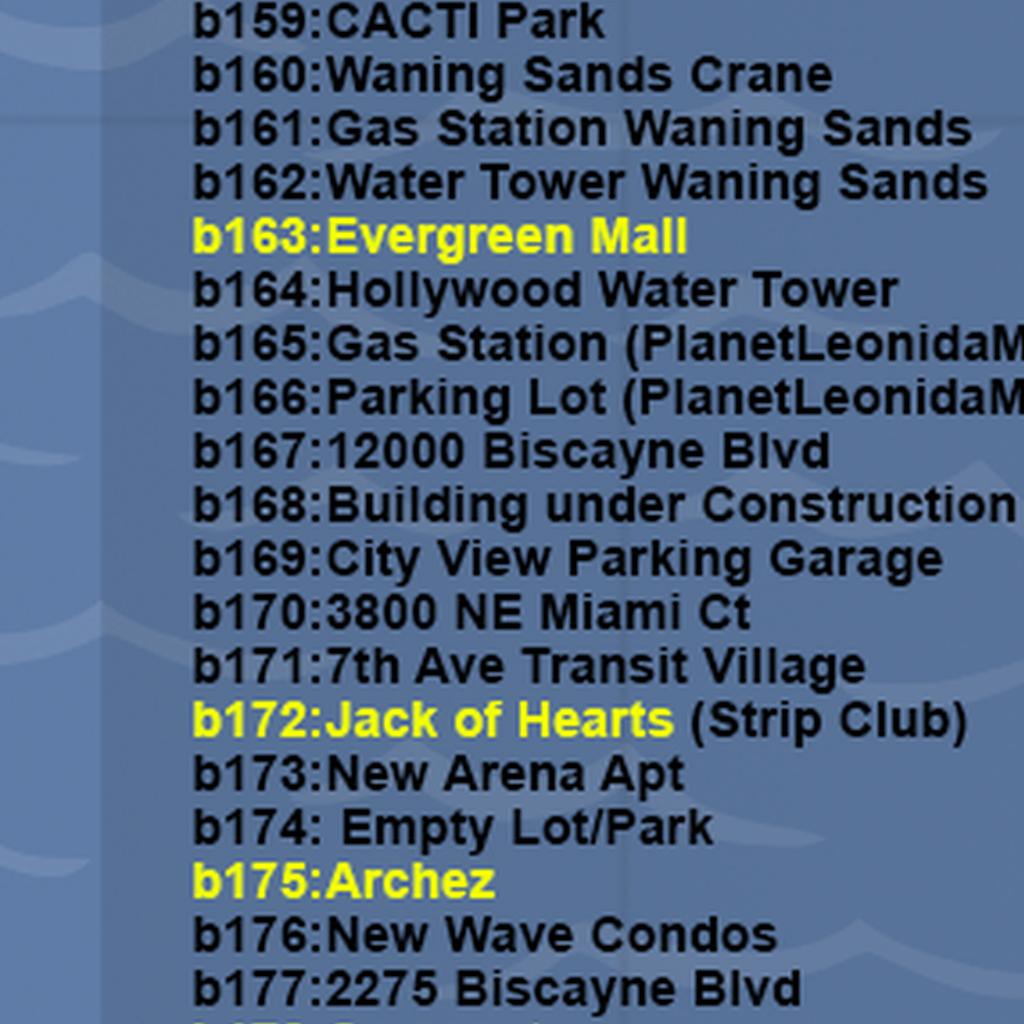 b159:CACTI Park
b160:Waning Sands Crane
b161:Gas Station Waning Sands
b162:Water Tower Waning Sands
b163:Evergreen Mall
b164:Hollywood Water Tower
b165:Gas Station (PlanetLeonidaM
b166:Parking Lot (PlanetLeonidaM
b167:12000 Biscayne Blvd
b168:Building under Construction
b169:City View Parking Garage
b170:3800 NE Miami Ct
b171:7th Ave Transit Village
b172:Jack of Hearts (Strip Club)
b173:New Arena Apt
b174: Empty Lot/Park
b175:Archez
b176:New Wave Condos
b177:2275 Biscayne Blvd